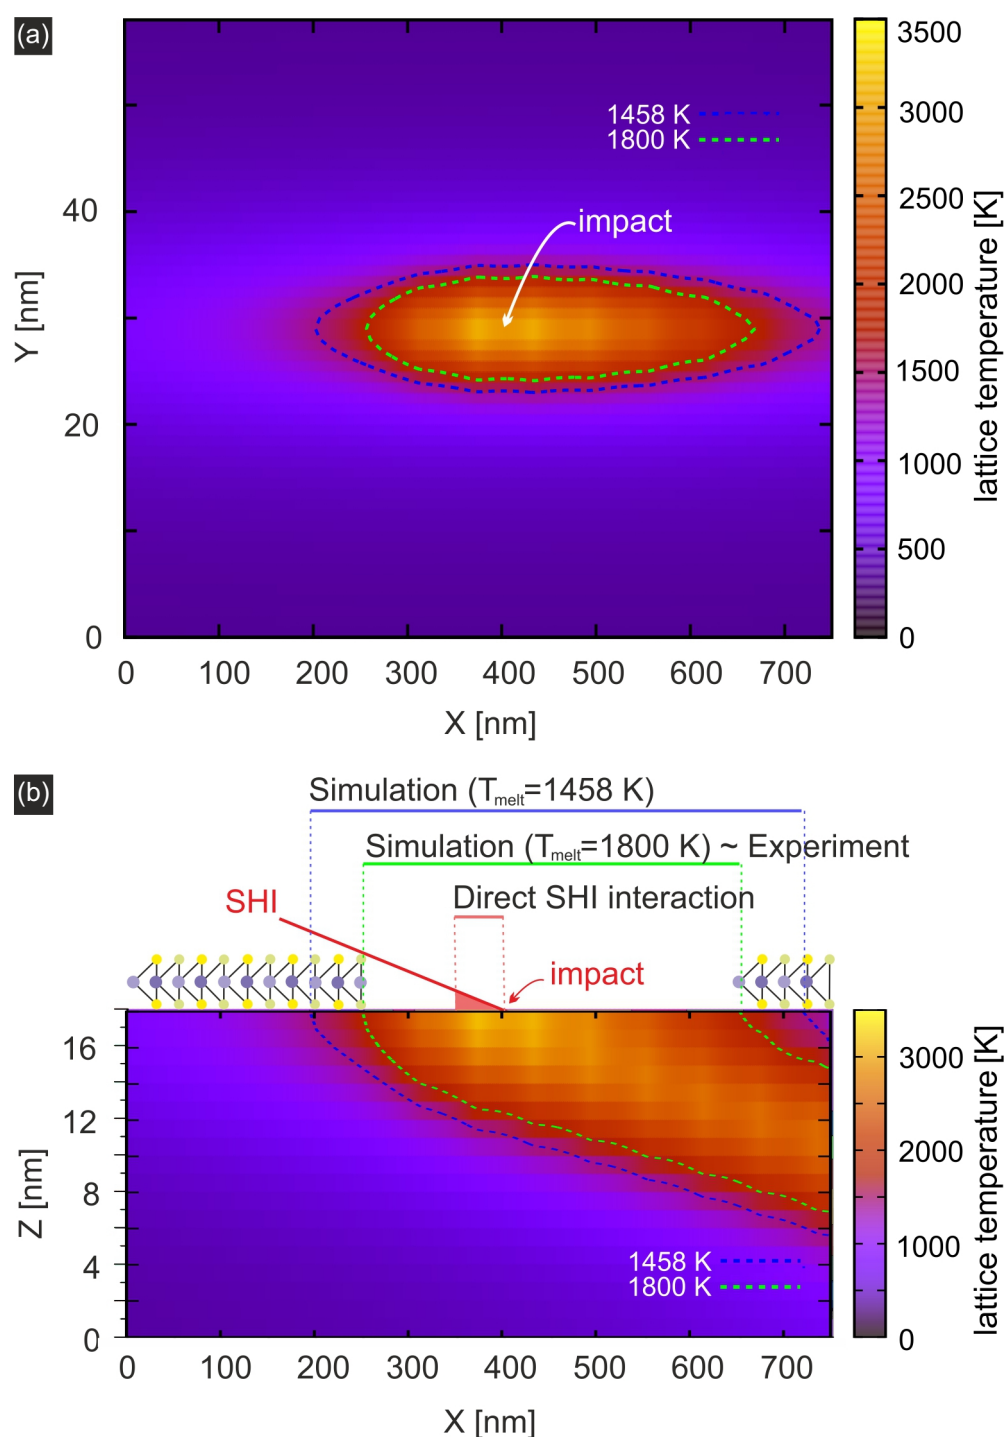 (a)
3500
3000
2500
2000
1500
1000
500
0
lattice temperature [K]
1458 K
1800 K
impact
40
20
0
Y [nm]
0 100 200 300 400 500 600 700
X [nm]
(b)
Simulation (Tmelt=1458 K)
Simulation (Tmelt=1800 K) ~ Experiment
Direct SHI interaction
SHI
impact
16
12
8
4
0
Z [nm]
1458 K
1800 K
3000
2000
1000
0
lattice temperature [K]
0 100 200 300 400 500 600 700
X [nm]